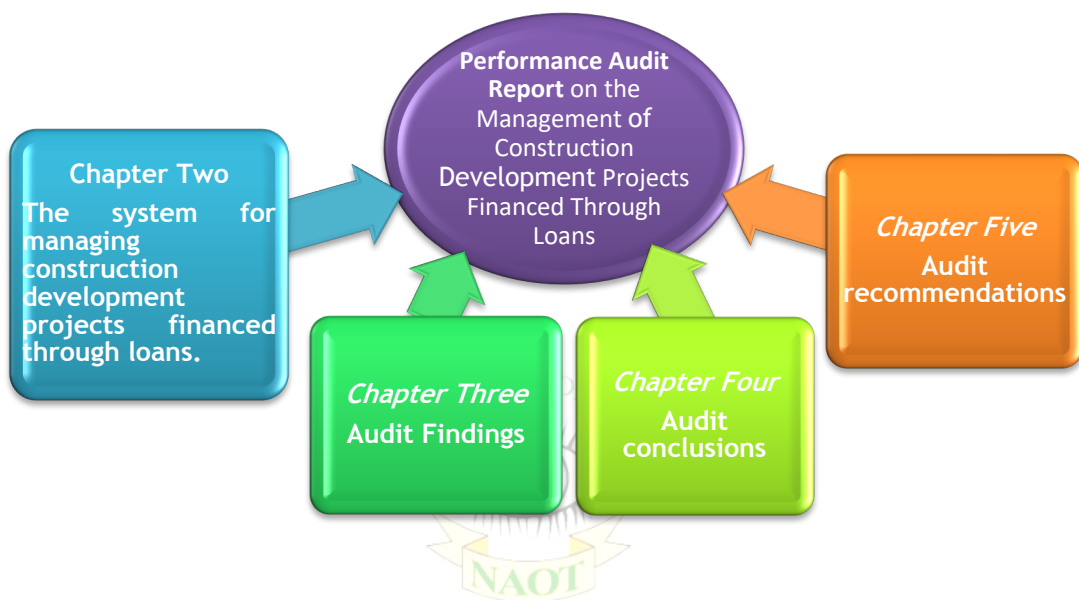 Performance Audit
Report on the
Management of
Construction
Development Projects
Financed Through
Loans
Chapter Two
The system for
managing
construction
development
projects financed
through loans.
Chapter Three
Audit Findings
Chapter Four
Audit
conclusions
Chapter Five
Audit
recommendations
NAOT